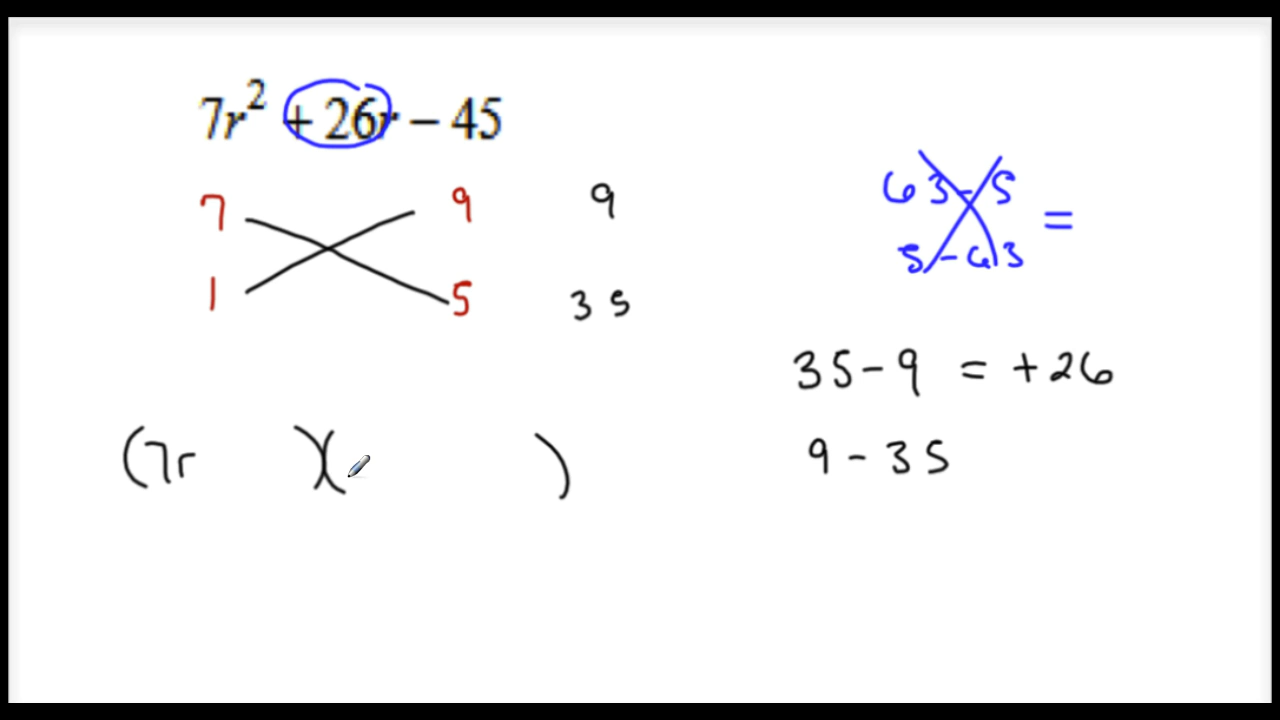 7r² + 26r − 45
7 9 9
1 5 35
63 - 5 =
5 - 63
35 - 9 = +26
9 - 35
(7r )( )